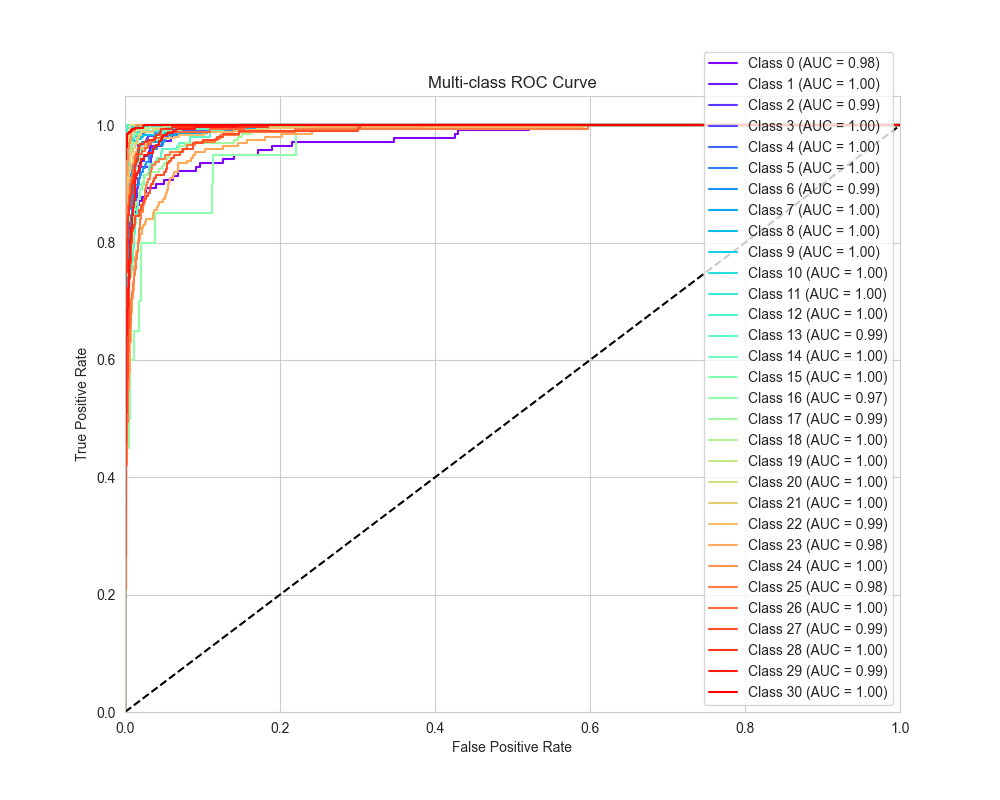 Multi-class ROC Curve
Class 0 (AUC = 0.98)
Class 1 (AUC = 1.00)
Class 2 (AUC = 0.99)
Class 3 (AUC = 1.00)
Class 4 (AUC = 1.00)
Class 5 (AUC = 1.00)
Class 6 (AUC = 0.99)
Class 7 (AUC = 1.00)
Class 8 (AUC = 1.00)
Class 9 (AUC = 1.00)
Class 10 (AUC = 1.00)
Class 11 (AUC = 1.00)
Class 12 (AUC = 1.00)
Class 13 (AUC = 0.99)
Class 14 (AUC = 1.00)
Class 15 (AUC = 1.00)
Class 16 (AUC = 0.97)
Class 17 (AUC = 0.99)
Class 18 (AUC = 1.00)
Class 19 (AUC = 1.00)
Class 20 (AUC = 1.00)
Class 21 (AUC = 1.00)
Class 22 (AUC = 0.99)
Class 23 (AUC = 0.98)
Class 24 (AUC = 1.00)
Class 25 (AUC = 0.98)
Class 26 (AUC = 1.00)
Class 27 (AUC = 0.99)
Class 28 (AUC = 1.00)
Class 29 (AUC = 0.99)
Class 30 (AUC = 1.00)
True Positive Rate
1.0
0.8
0.6
0.4
0.2
0.0
0.0 0.2 0.4 0.6 0.8 1.0
False Positive Rate